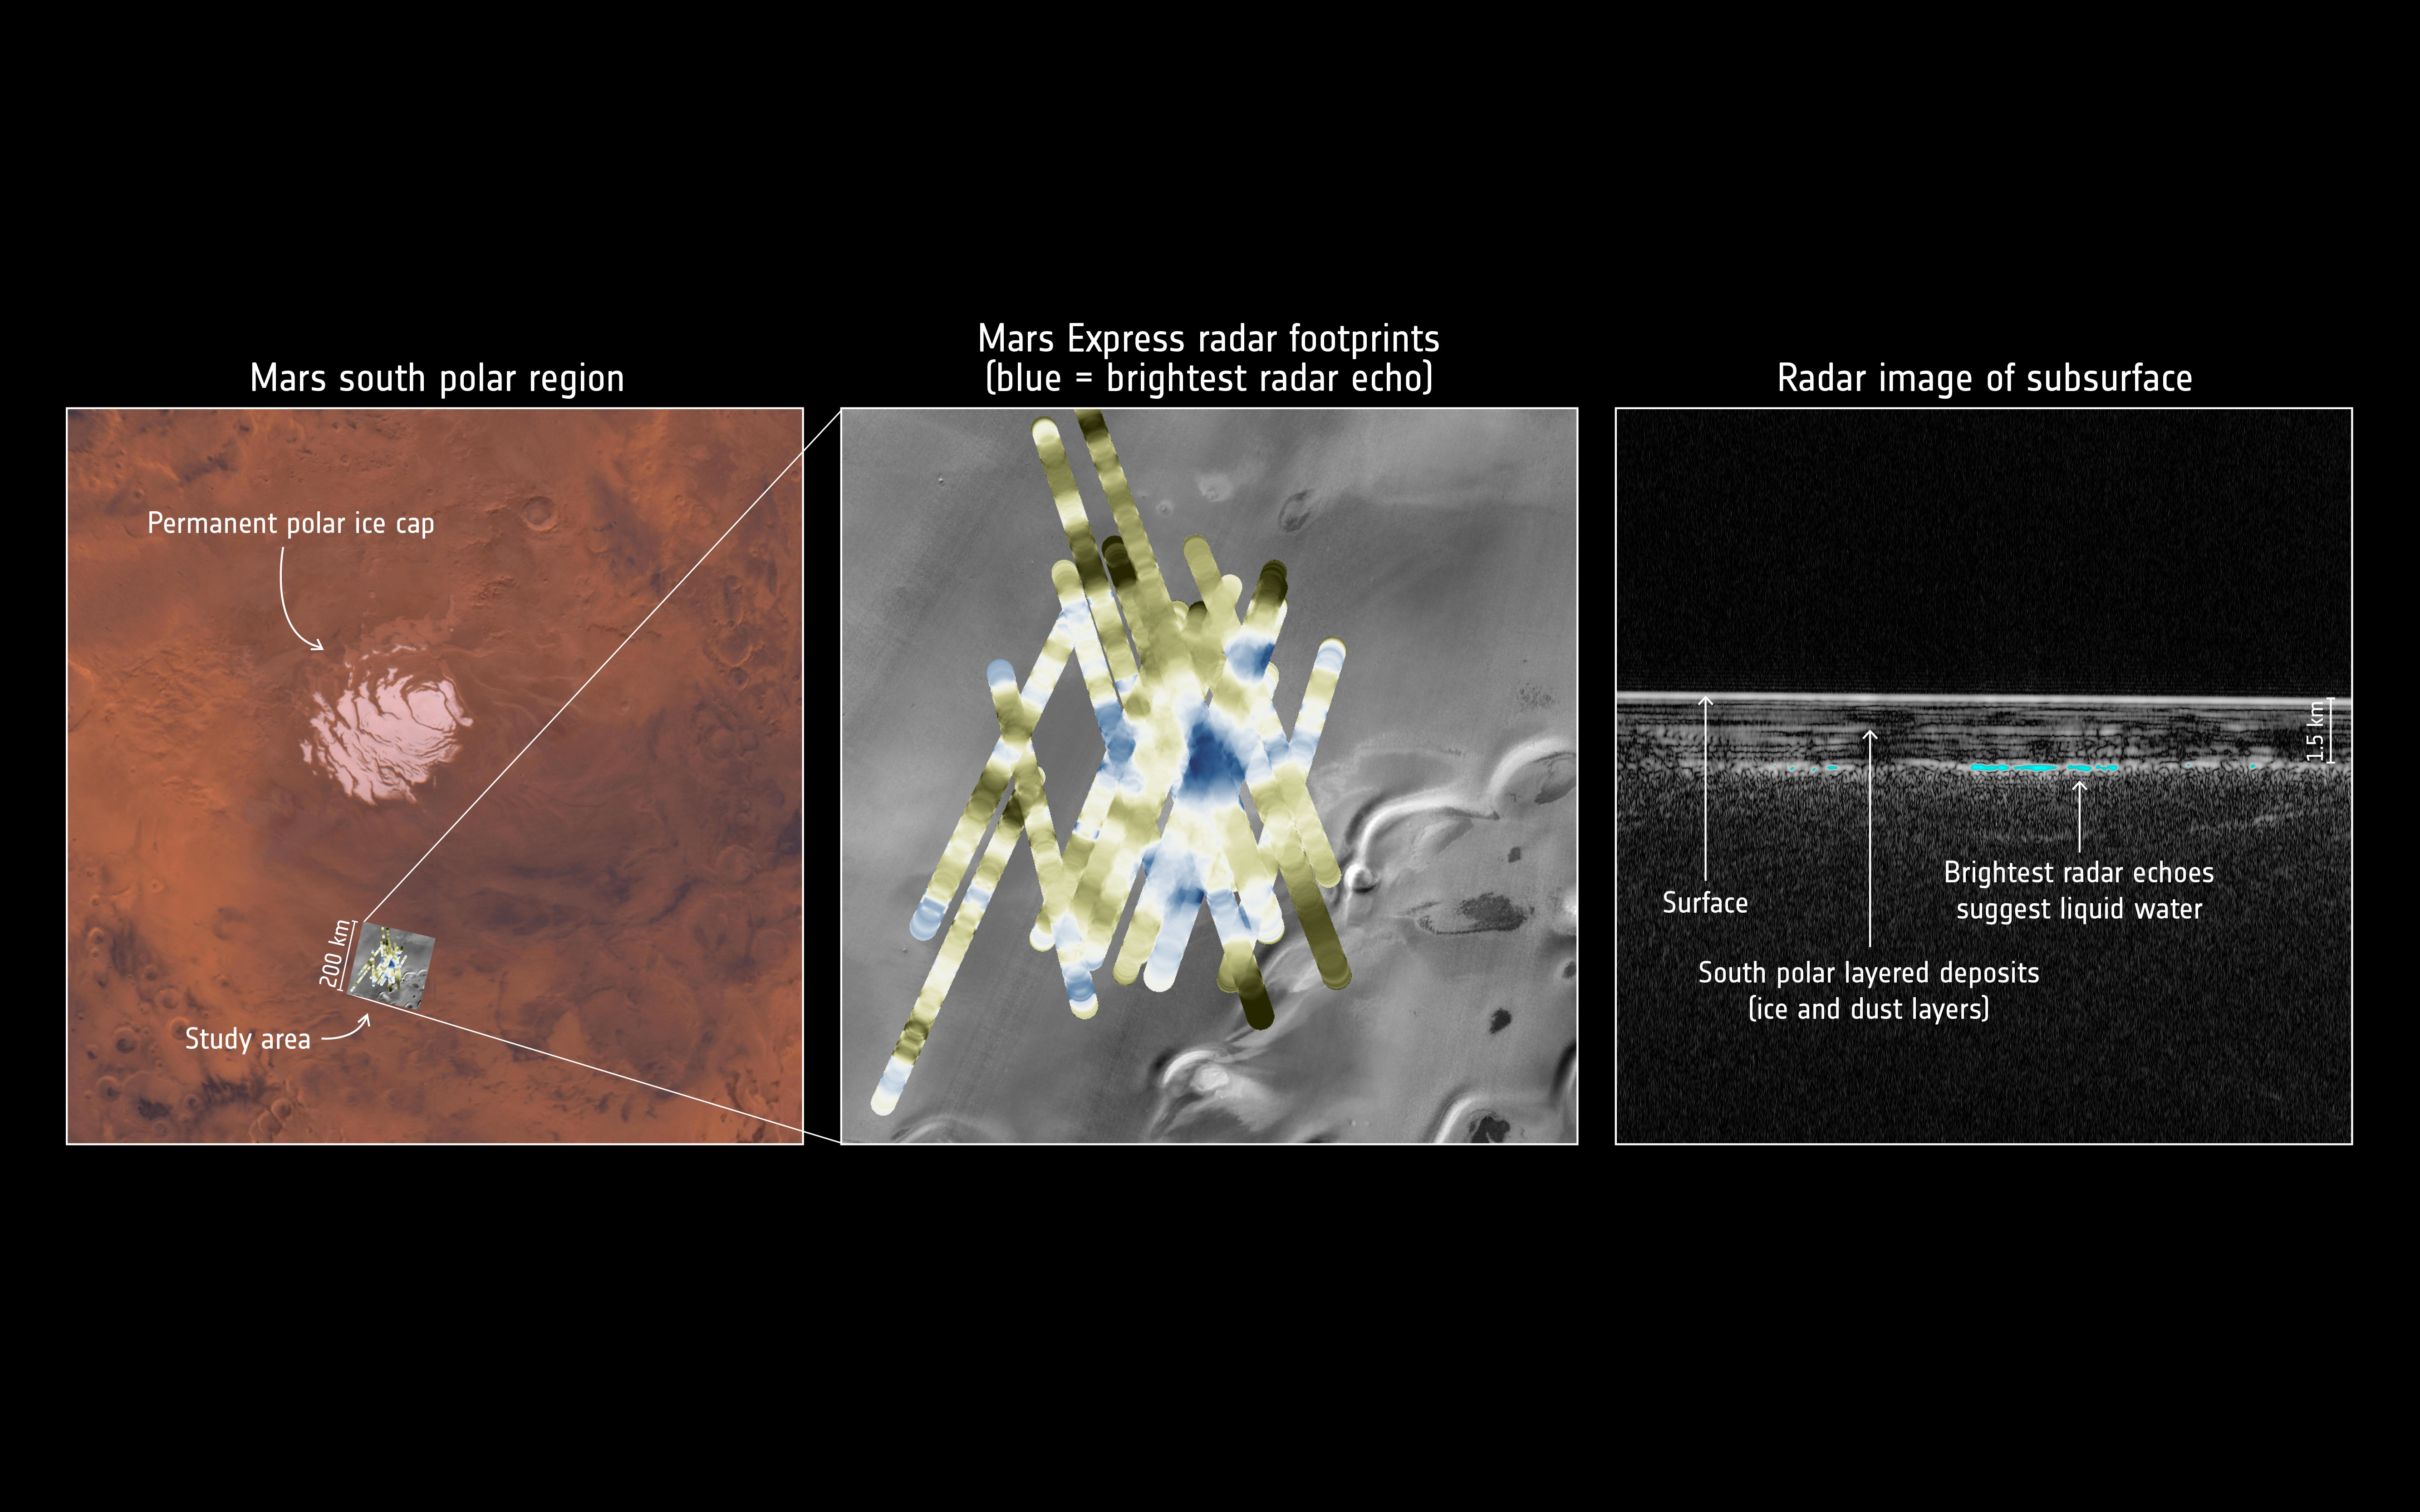 Mars south polar region
Permanent polar ice cap
200 km
Study area
Mars Express radar footprints
(blue = brightest radar echo)
Radar image of subsurface
1.5 km
Surface
South polar layered deposits
(ice and dust layers)
Brightest radar echoes
suggest liquid water